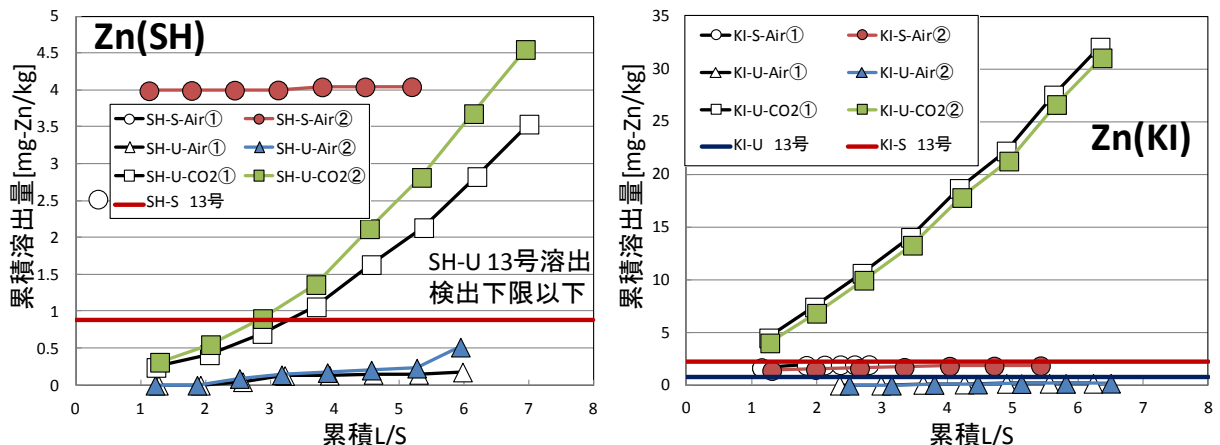 Zn(SH)
累積溶出量[mg-Zn/kg]
5
4.5
4
3.5
3
2.5
2
1.5
1
0.5
0
SH-S-Air① SH-S-Air②
SH-U-Air① SH-U-Air②
SH-U-CO2① SH-U-CO2②
SH-S 13号
SH-U 13号溶出
検出下限以下
0 1 2 3 4 5 6 7 8
累積L/S
累積溶出量[mg-Zn/kg]
35
30
25
20
15
10
5
0
KI-S-Air① KI-S-Air②
KI-U-Air① KI-U-Air②
KI-U-CO2① KI-U-CO2②
KI-U 13号 KI-S 13号
Zn(KI)
0 1 2 3 4 5 6 7 8
累積L/S